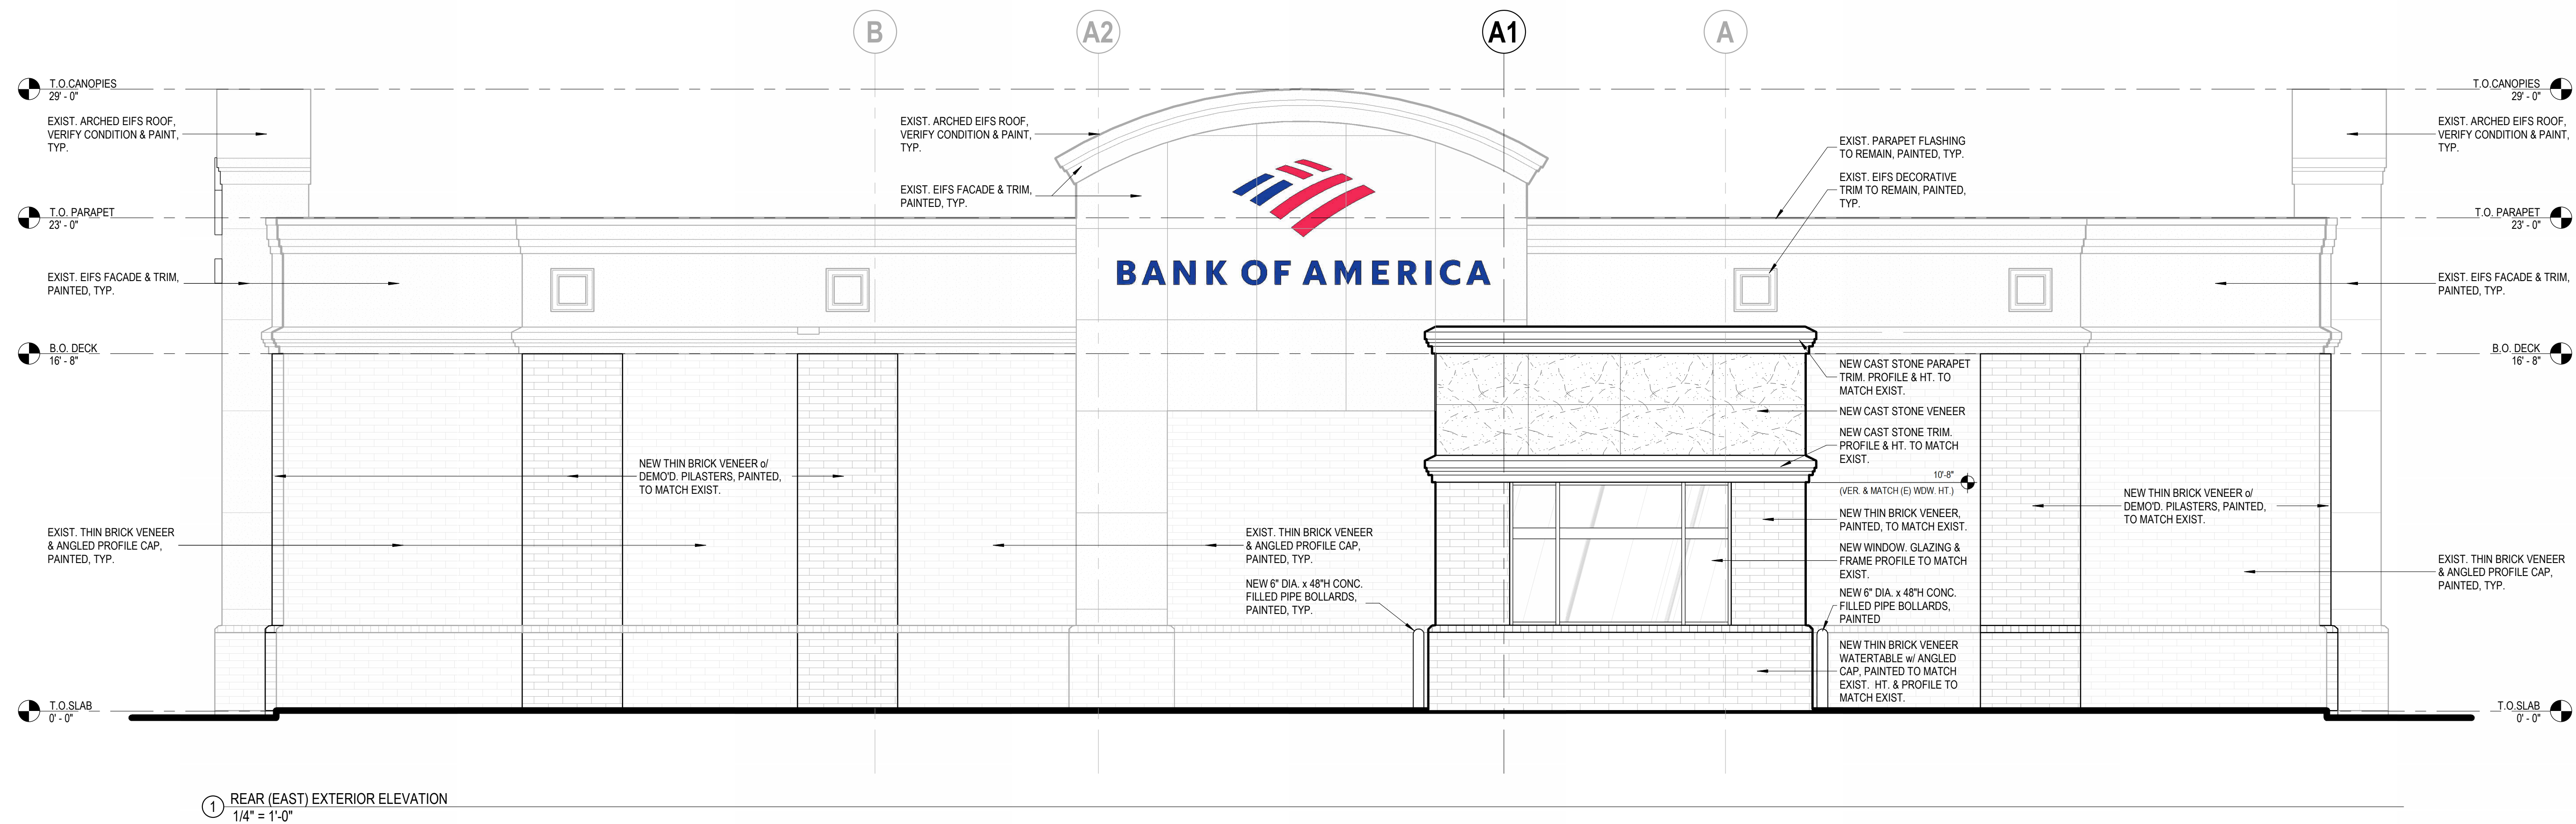 B
A2
A1
A
T.O.CANOPIES
29' - 0"
EXIST. ARCHED EIFS ROOF,
VERIFY CONDITION & PAINT,
TYP.
T.O. PARAPET
23' - 0"
EXIST. EIFS FACADE & TRIM,
PAINTED, TYP.
B.O. DECK
16' - 8"
EXIST. THIN BRICK VENEER
& ANGLED PROFILE CAP,
PAINTED, TYP.
T.O.SLAB
0' - 0"
NEW THIN BRICK VENEER o/
DEMO'D. PILASTERS, PAINTED,
TO MATCH EXIST.
EXIST. ARCHED EIFS ROOF,
VERIFY CONDITION & PAINT,
TYP.
EXIST. EIFS FACADE & TRIM,
PAINTED, TYP.
BANK OF AMERICA
EXIST. THIN BRICK VENEER
& ANGLED PROFILE CAP,
PAINTED, TYP.
NEW 6" DIA. x 48"H CONC.
FILLED PIPE BOLLARDS,
PAINTED, TYP.
EXIST. PARAPET FLASHING
TO REMAIN, PAINTED, TYP.
EXIST. EIFS DECORATIVE
TRIM TO REMAIN, PAINTED,
TYP.
NEW CAST STONE PARAPET
TRIM. PROFILE & HT. TO
MATCH EXIST.
NEW CAST STONE VENEER
NEW CAST STONE TRIM.
PROFILE & HT. TO MATCH
EXIST.
10'-8"
(VER. & MATCH (E) WDW. HT.)
NEW THIN BRICK VENEER,
PAINTED, TO MATCH EXIST.
NEW WINDOW. GLAZING &
FRAME PROFILE TO MATCH
EXIST.
NEW 6" DIA. x 48"H CONC.
FILLED PIPE BOLLARDS,
PAINTED
NEW THIN BRICK VENEER
WATERTABLE w/ ANGLED
CAP, PAINTED TO MATCH
EXIST. HT. & PROFILE TO
MATCH EXIST.
NEW THIN BRICK VENEER o/
DEMO'D. PILASTERS, PAINTED,
TO MATCH EXIST.
T.O.CANOPIES
29' - 0"
EXIST. ARCHED EIFS ROOF,
VERIFY CONDITION & PAINT,
TYP.
T.O. PARAPET
23' - 0"
EXIST. EIFS FACADE & TRIM,
PAINTED, TYP.
B.O. DECK
16' - 8"
EXIST. THIN BRICK VENEER
& ANGLED PROFILE CAP,
PAINTED, TYP.
T.O.SLAB
0' - 0"
1
REAR (EAST) EXTERIOR ELEVATION
1/4" = 1'-0"